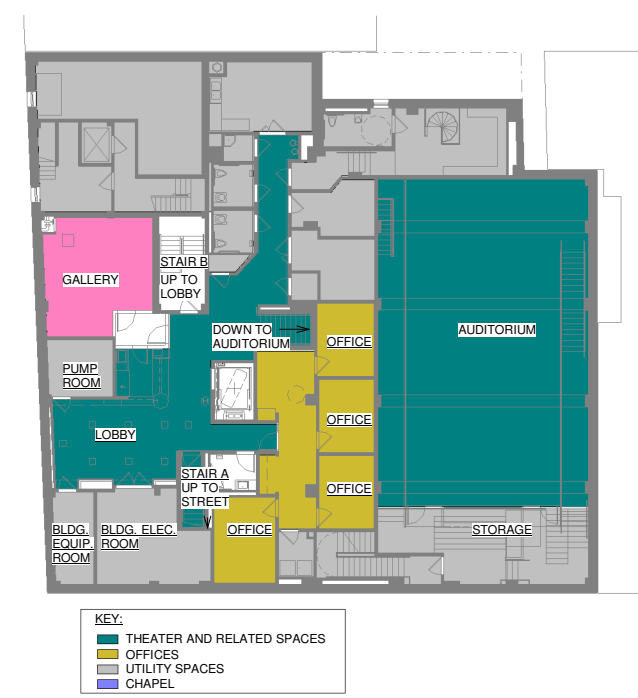 STAIR B
UP TO
LOBBY
GALLERY
DOWN TO
AUDITORIUM
OFFICE
AUDITORIUM
PUMP
ROOM
OFFICE
LOBBY
STAIR A
UP TO
STREET
OFFICE
BLDG.
EQUIP.
ROOM
BLDG. ELEC.
ROOM
OFFICE
STORAGE
KEY:
THEATER AND RELATED SPACES
OFFICES
UTILITY SPACES
CHAPEL